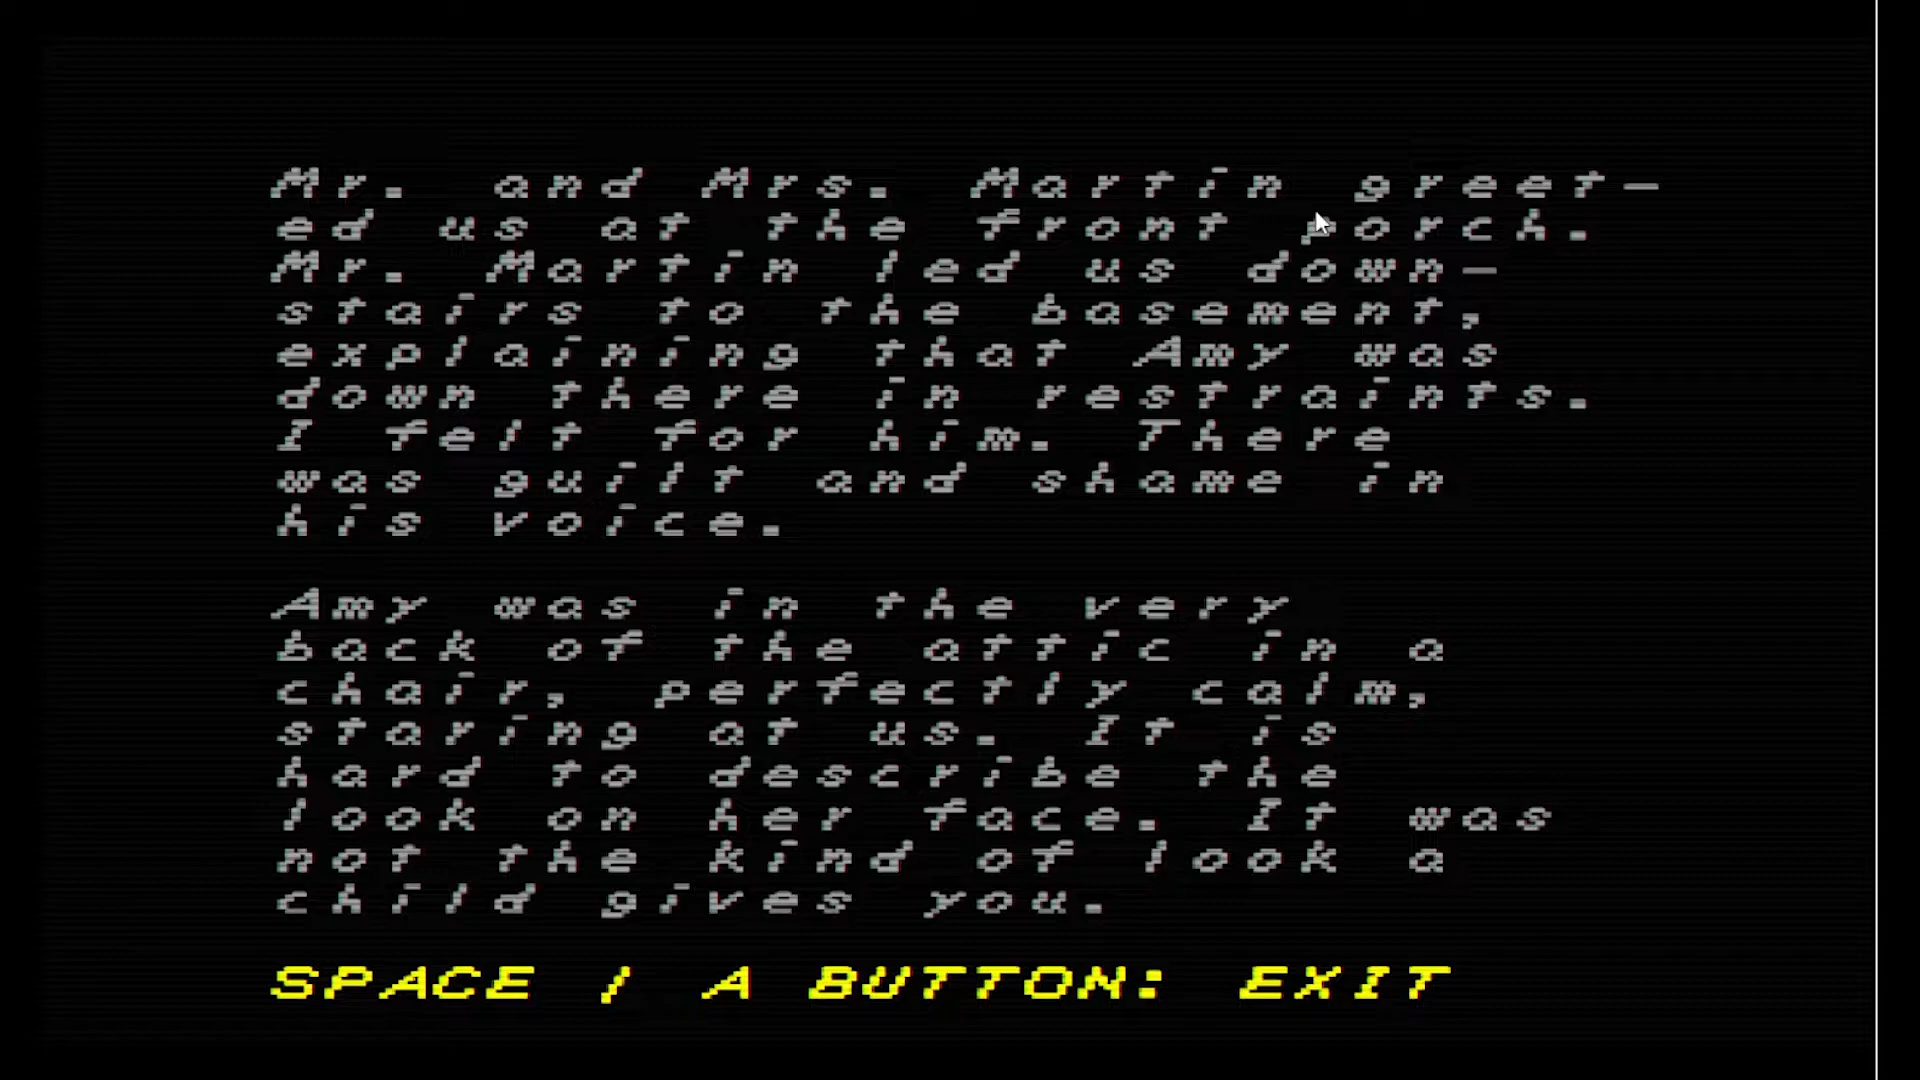 Mr. and Mrs. Martin greet-
ed us at the front porch.
Mr. Martin led us down-
stairs to the basement,
explaining that Amy was
down there in restraints.
I felt for him. There
was guilt and shame in
his voice.
Amy was in the very
back of the attic in a
chair, perfectly calm,
staring at us. It is
hard to describe the
look on her face. It was
not the kind of look a
child gives you.
SPACE / A BUTTON: EXIT